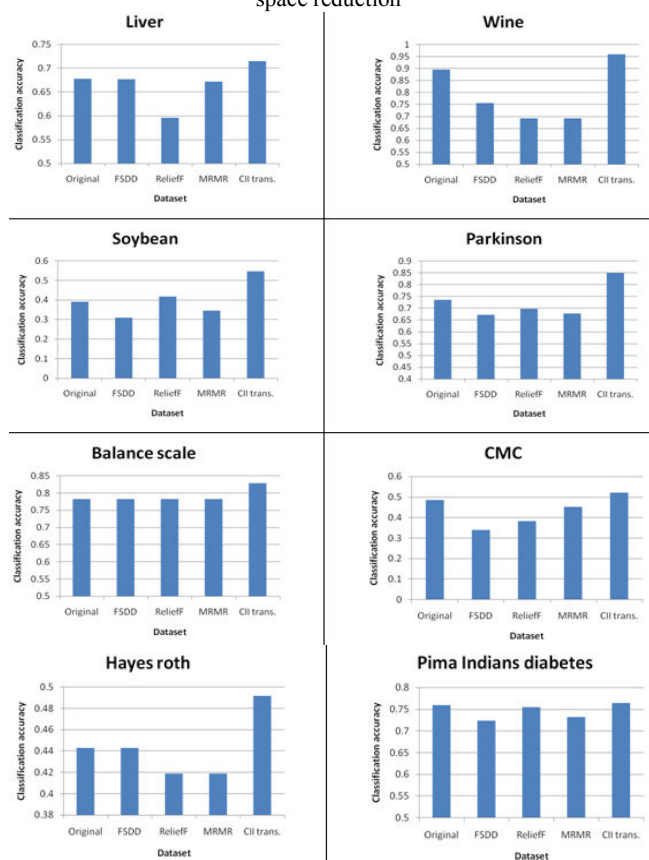 space reduction
Liver
Classification accuracy
0.75
0.7
0.65
0.6
0.55
0.5
Original FSDD ReliefF MRMR CII trans.
Dataset
Wine
Classification accuracy
1
0.95
0.9
0.85
0.8
0.75
0.7
0.65
0.6
0.55
0.5
Original FSDD ReliefF MRMR CII trans.
Dataset
Soybean
Classification accuracy
0.6
0.5
0.4
0.3
0.2
0.1
0
Original FSDD ReliefF MRMR CII trans.
Dataset
Parkinson
Classification accuracy
0.9
0.85
0.8
0.75
0.7
0.65
0.6
0.55
0.5
0.45
0.4
Original FSDD ReliefF MRMR CII trans.
Dataset
Balance scale
Classification accuracy
0.85
0.8
0.75
0.7
0.65
0.6
0.55
0.5
Original FSDD ReliefF MRMR CII trans.
Dataset
CMC
Classification accuracy
0.6
0.5
0.4
0.3
0.2
0.1
0
Original FSDD ReliefF MRMR CII trans.
Dataset
Hayes roth
Classification accuracy
0.5
0.48
0.46
0.44
0.42
0.4
0.38
Original FSDD ReliefF MRMR CII trans.
Dataset
Pima Indians diabetes
Classification accuracy
0.8
0.75
0.7
0.65
0.6
0.55
0.5
Original FSDD ReliefF MRMR CII trans.
Dataset